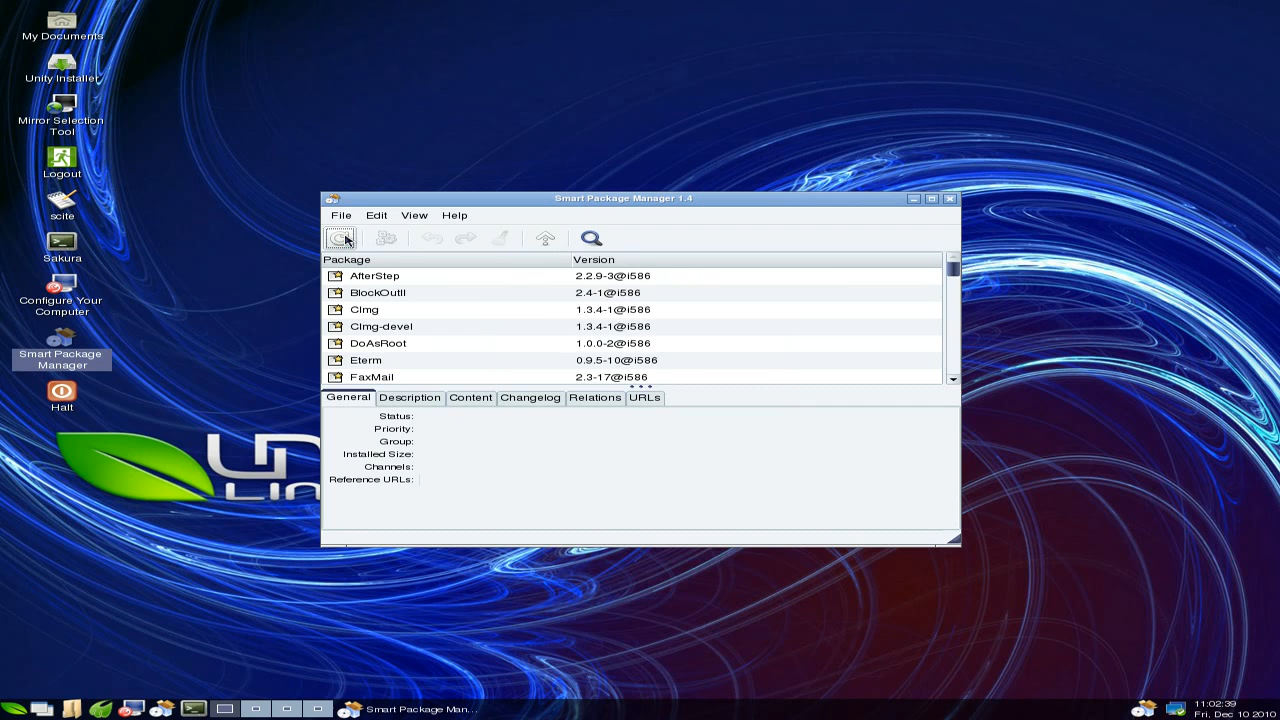 My Documents
Unity Installer
Mirror Selection
Tool
Logout
scite
Sakura
Configure Your
Computer
Smart Package
Manager
Halt
Smart Package Manager 1.4
File Edit View Help
Package Version
AfterStep 2.2.9-3@i586
BlockOutII 2.4-1@i586
CImg 1.3.4-1@i586
CImg-devel 1.3.4-1@i586
DoAsRoot 1.0.0-2@i586
Eterm 0.9.5-10@i586
FaxMail 2.3-17@i586
General Description Content Changelog Relations URLs
Status:
Priority:
Group:
Installed Size:
Channels:
Reference URLs:
Smart Package Man...
11:02:39
Fri, Dec 10 2010